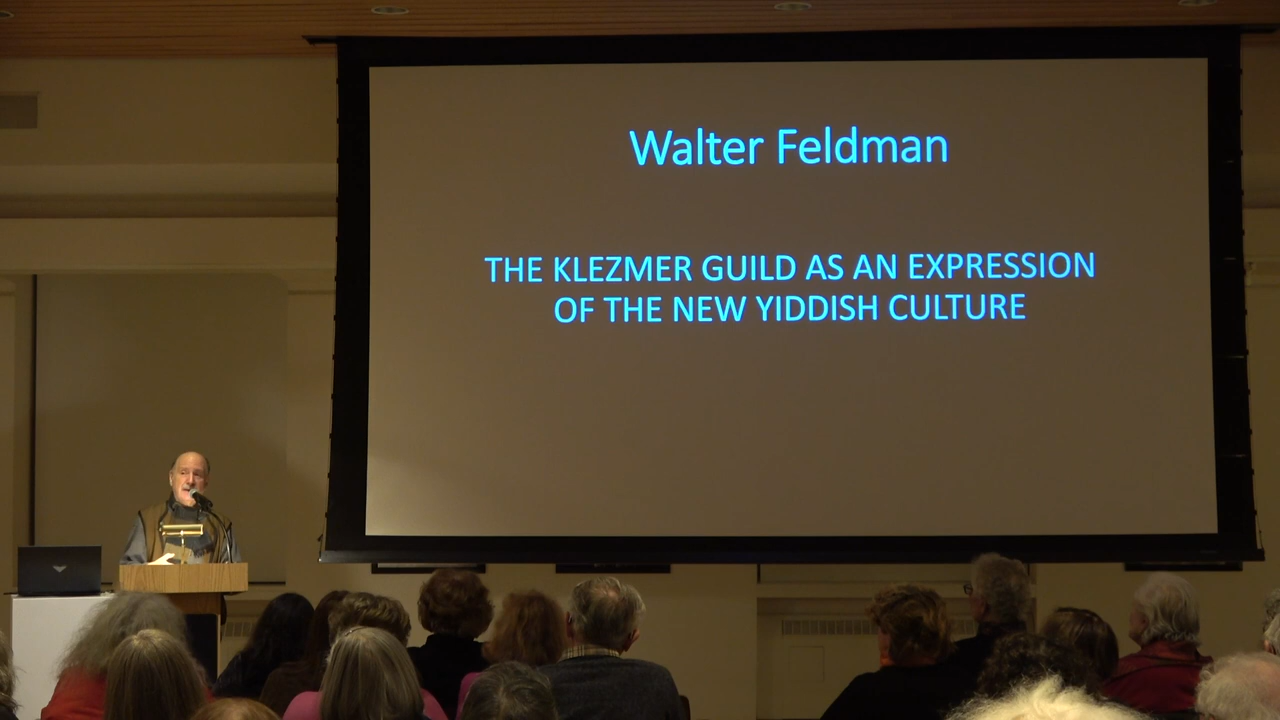 Walter Feldman
THE KLEZMER GUILD AS AN EXPRESSION
OF THE NEW YIDDISH CULTURE